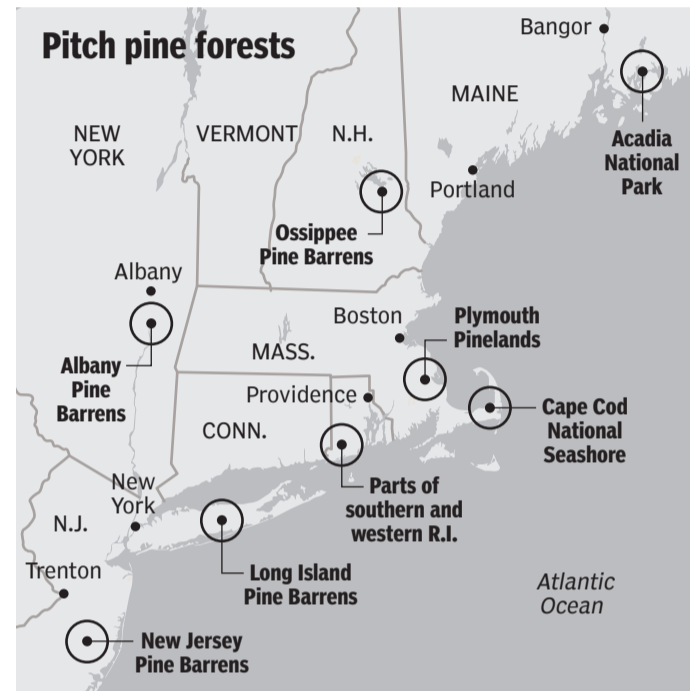 Pitch pine forests
Bangor
MAINE
NEW
YORK
VERMONT
N.H.
Acadia
National
Park
Portland
Ossippee
Pine Barrens
Albany
Boston
Plymouth
Pinelands
MASS.
Albany
Pine
Barrens
Providence
CONN.
Cape Cod
National
Seashore
New
York
Parts of
southern and
western R.I.
N.J.
Trenton
Long Island
Pine Barrens
Atlantic
Ocean
New Jersey
Pine Barrens